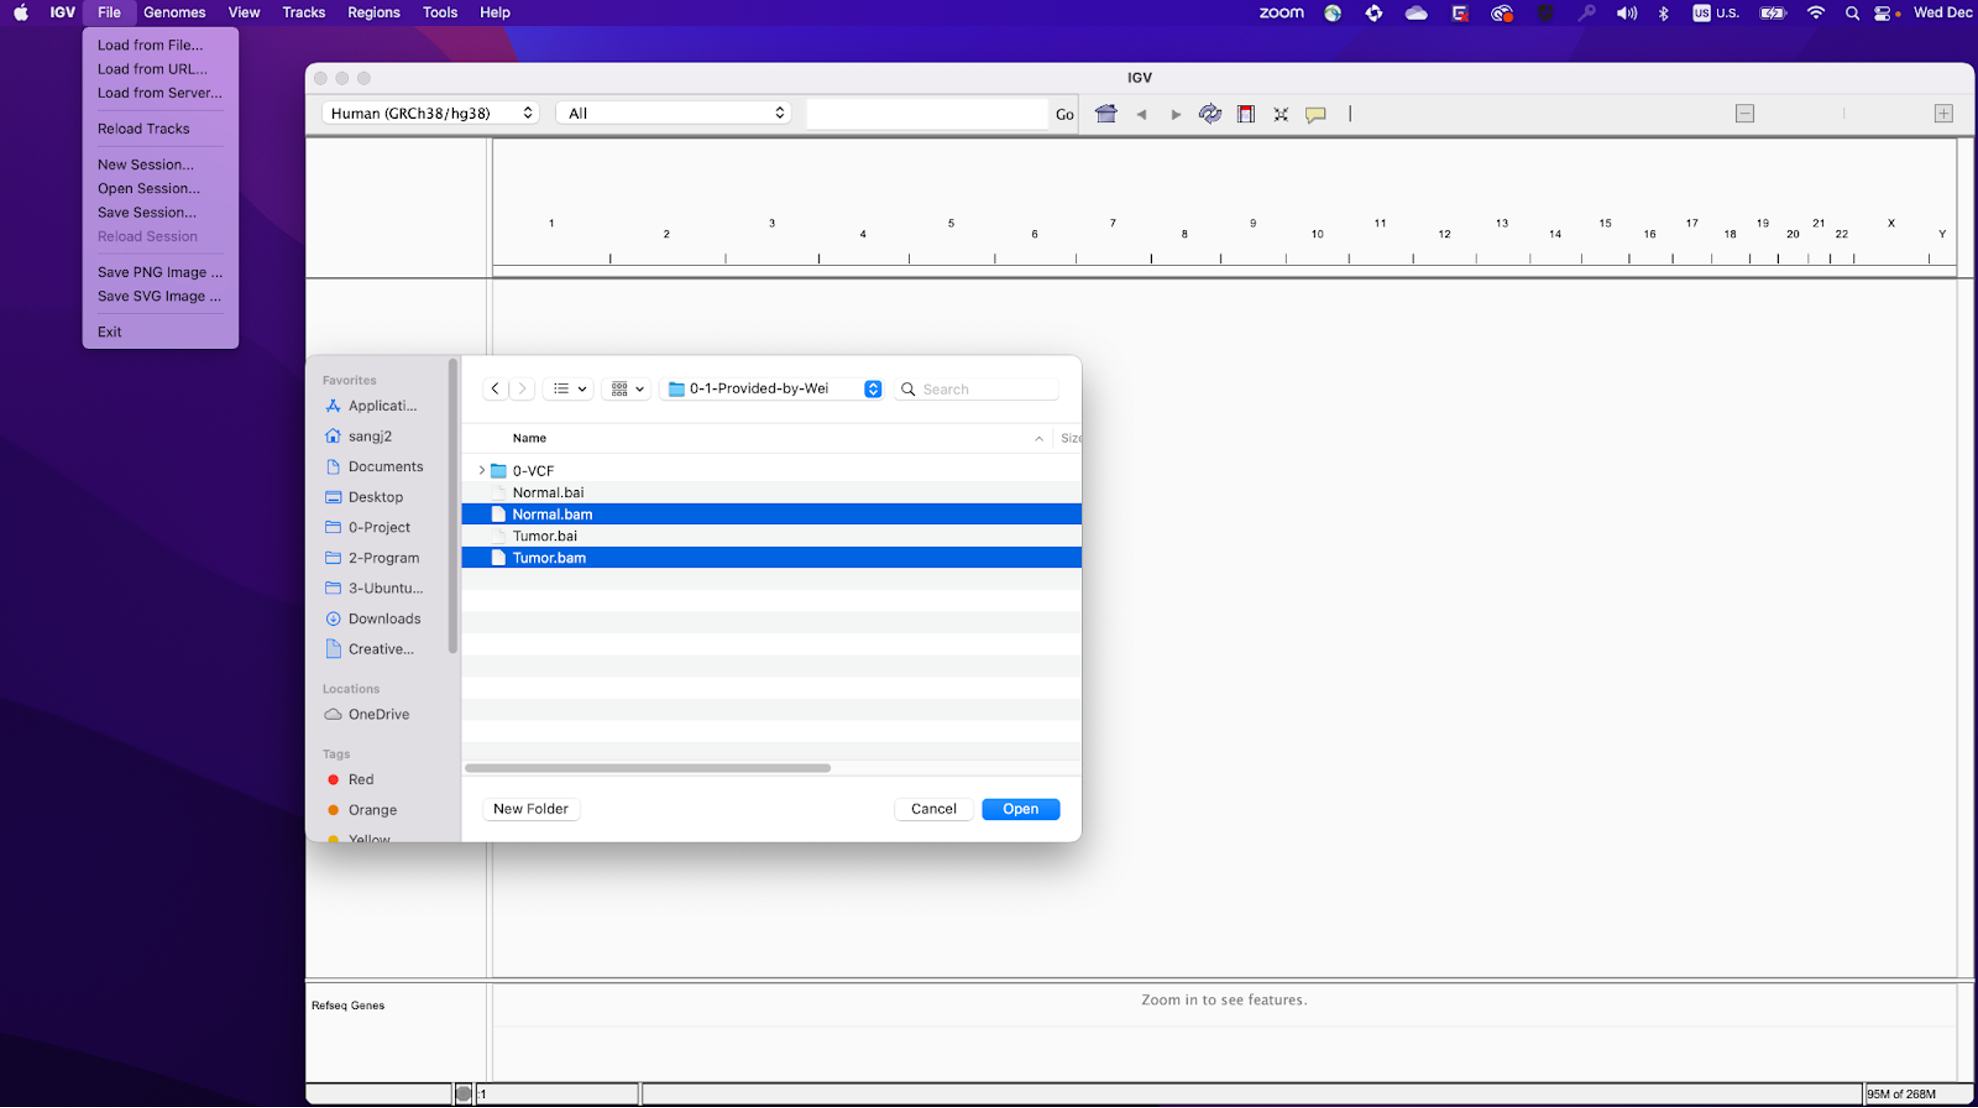 IGV File Genomes View Tracks Regions Tools Help zoom US U.S. Wed Dec
Load from File...
Load from URL...
Load from Server...
Reload Tracks
New Session...
Open Session...
Save Session...
Reload Session
Save PNG Image ...
Save SVG Image ...
Exit
IGV
Human (GRCh38/hg38) All Go
1 2 3 4 5 6 7 8 9 10 11 12 13 14 15 16 17 18 19 20 21 22 X Y
Favorites
Applicati...
sangj2
Documents
Desktop
0-Project
2-Program
3-Ubuntu...
Downloads
Creative...
Locations
OneDrive
Tags
Red
Orange
Yellow
0-1-Provided-by-Wei Search
Name Size
0-VCF
Normal.bai
Normal.bam
Tumor.bai
Tumor.bam
New Folder Cancel Open
Refseq Genes Zoom in to see features.
:1 95M of 268M